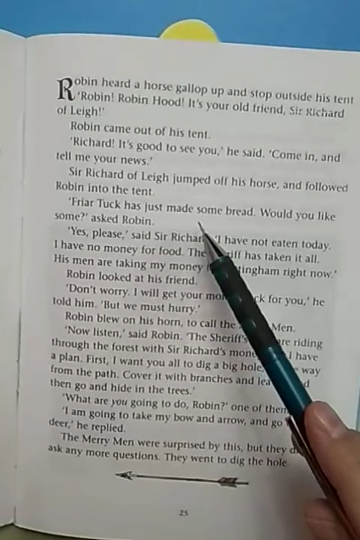 Robin heard a horse gallop up and stop outside his tent
'Robin! Robin Hood! It's your old friend, Sir Richard
of Leigh!'
Robin came out of his tent.
'Richard! It's good to see you,' he said. 'Come in, and
tell me your news.'
Sir Richard of Leigh jumped off his horse, and followed
Robin into the tent.
'Friar Tuck has just made some bread. Would you like
some?' asked Robin.
'Yes, please,' said Sir Richard. 'I have not eaten today.
I have no money for food. The Sheriff has taken it all.
His men are taking my money to Nottingham right now.'
Robin looked at his friend.
'Don't worry. I will get your money back for you,' he
told him. 'But we must hurry.'
Robin blew on his horn, to call the Men.
'Now listen,' said Robin. 'The Sheriff's are riding
through the forest with Sir Richard's money. I have
a plan. First, I want you all to dig a big hole, way
from the path. Cover it with branches and
then go and hide in the trees.'
'What are you going to do, Robin?' one of them
'I am going to take my bow and arrow, and go
deer,' he replied.
The Merry Men were surprised by this, but they
ask any more questions. They went to dig the hole
25